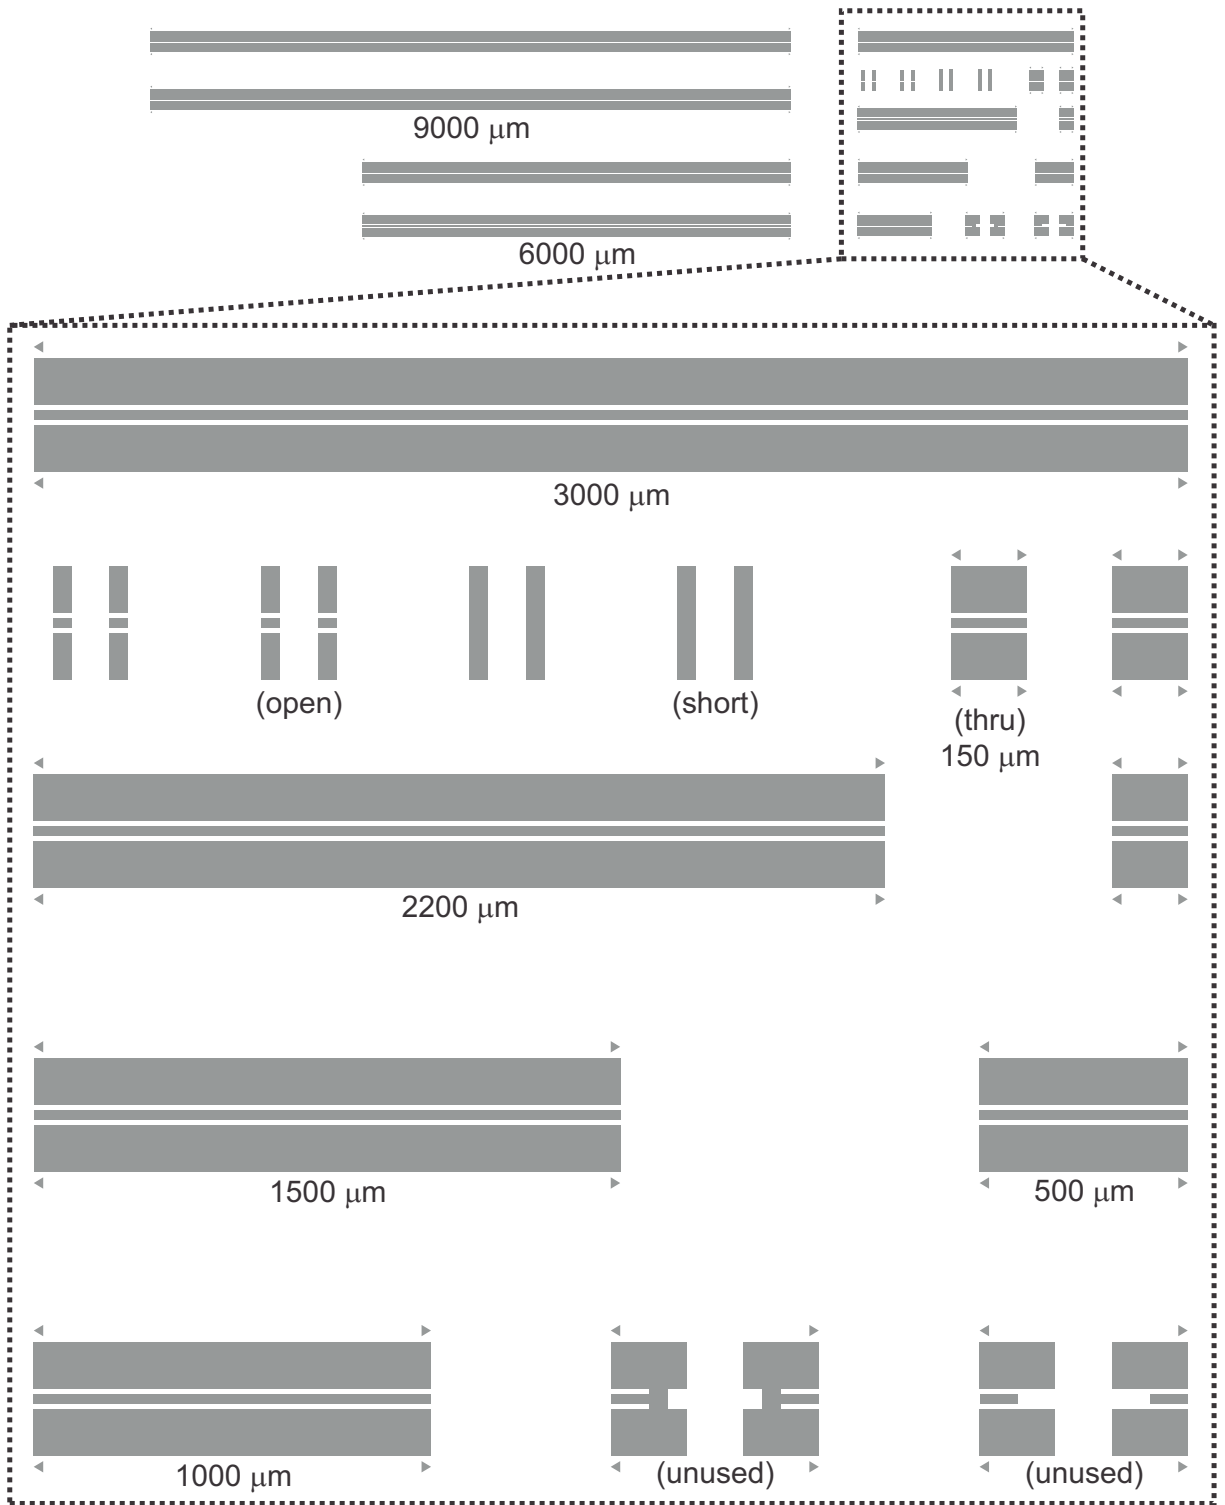 9000 μm
6000 μm
3000 μm
(open)
(short)
(thru)
150 μm
2200 μm
1500 μm
500 μm
1000 μm
(unused)
(unused)